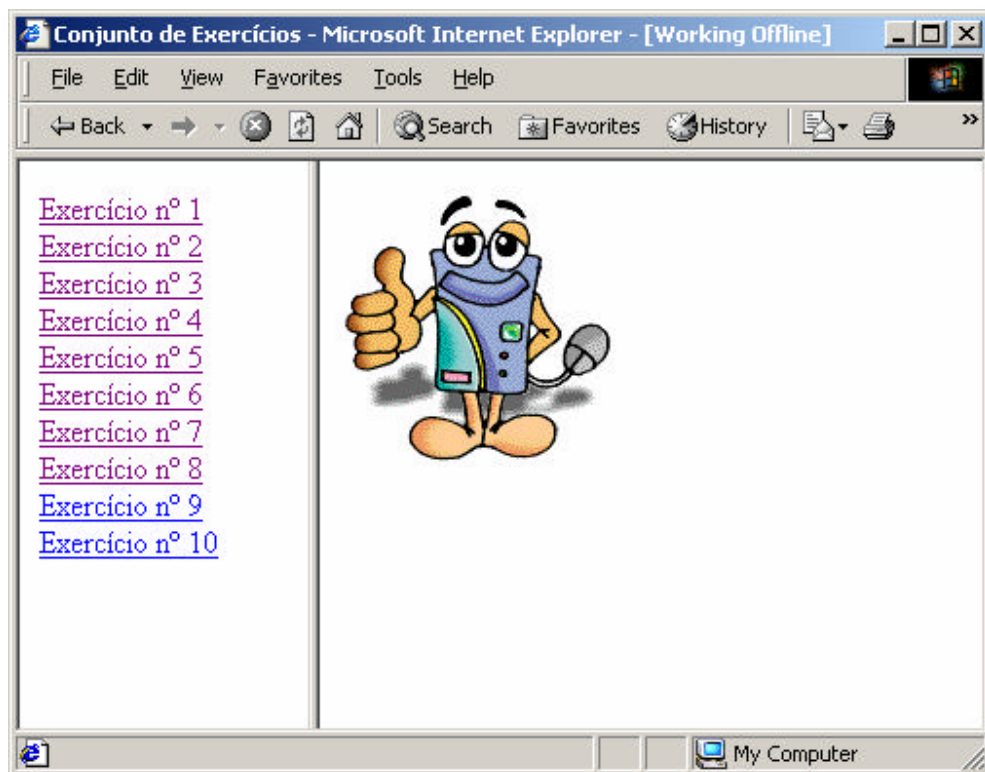 Conjunto de Exercícios - Microsoft Internet Explorer - [Working Offline]
File Edit View Favorites Tools Help
Back Search Favorites History »
Exercício nº 1
Exercício nº 2
Exercício nº 3
Exercício nº 4
Exercício nº 5
Exercício nº 6
Exercício nº 7
Exercício nº 8
Exercício nº 9
Exercício nº 10
My Computer